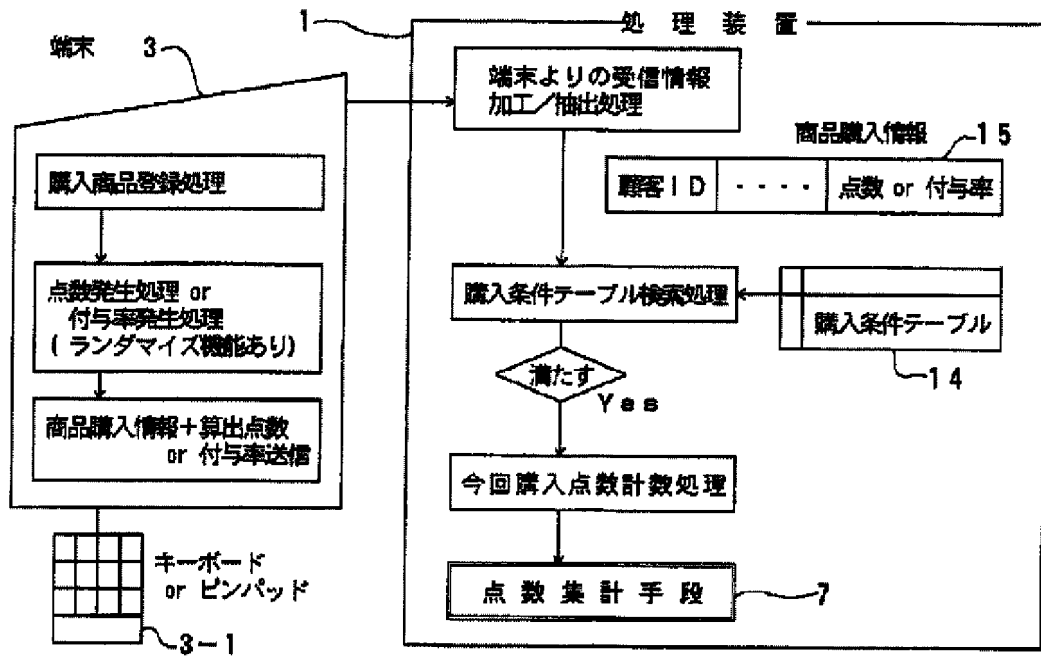 端末 3
購入商品登録処理
点数発生処理 or
付与率発生処理
( ランダマイズ機能あり)
商品購入情報+算出点数
or 付与率送信
キーボード
or ピンパッド
3-1
1
処理装置
端末よりの受信情報
加工/抽出処理
商品購入情報
15
顧客ID ・・・・ 点数 or 付与率
購入条件テーブル検索処理
購入条件テーブル
14
満たす
Yes
今回購入点数計数処理
点数集計手段
7